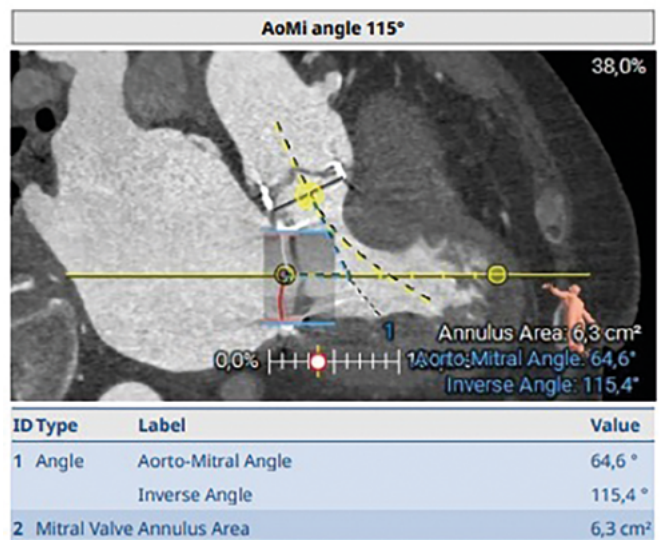 AoMi angle 115°
38,0%
1
Annulus Area: 6,3 cm²
0,0%
Aorto-Mitral Angle: 64,6°
Inverse Angle: 115,4°
ID Type Label Value
1 Angle Aorto-Mitral Angle 64,6 °
Inverse Angle 115,4 °
2 Mitral Valve Annulus Area 6,3 cm²